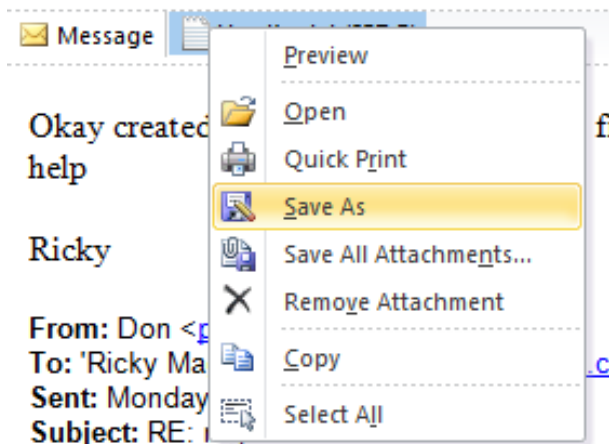 Message
Preview
Open
Quick Print
Save As
Save All Attachments...
Remove Attachment
Copy
Select All
Okay created
help
Ricky
From: Don <
To: 'Ricky Ma
.c
Sent: Monday
Subject: RE: